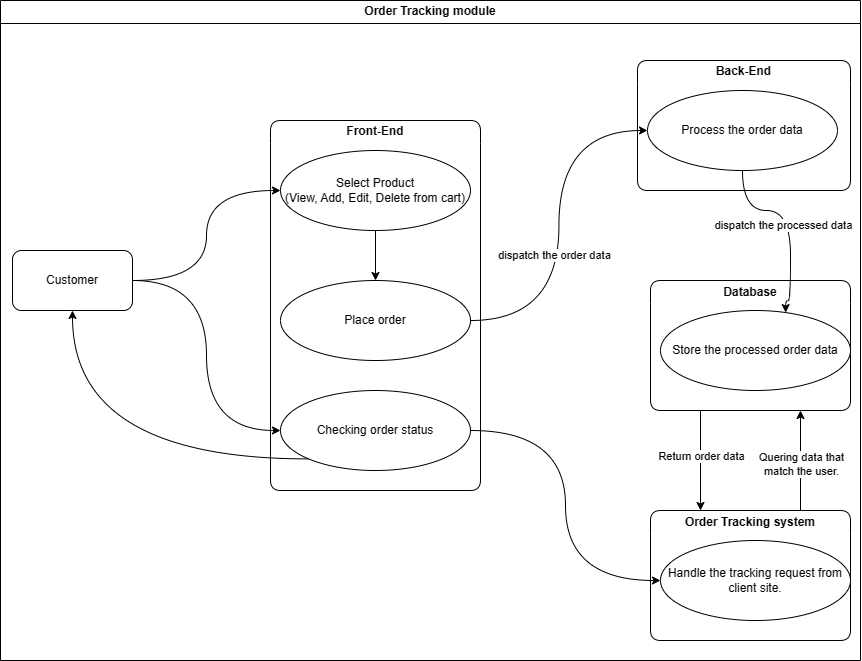 Order Tracking module
Back-End
Process the order data
Front-End
Select Product
(View, Add, Edit, Delete from cart)
dispatch the processed data
dispatch the order data
Customer
Database
Place order
Store the processed order data
Checking order status
Return order data
Quering data that
match the user.
Order Tracking system
Handle the tracking request from
client site.